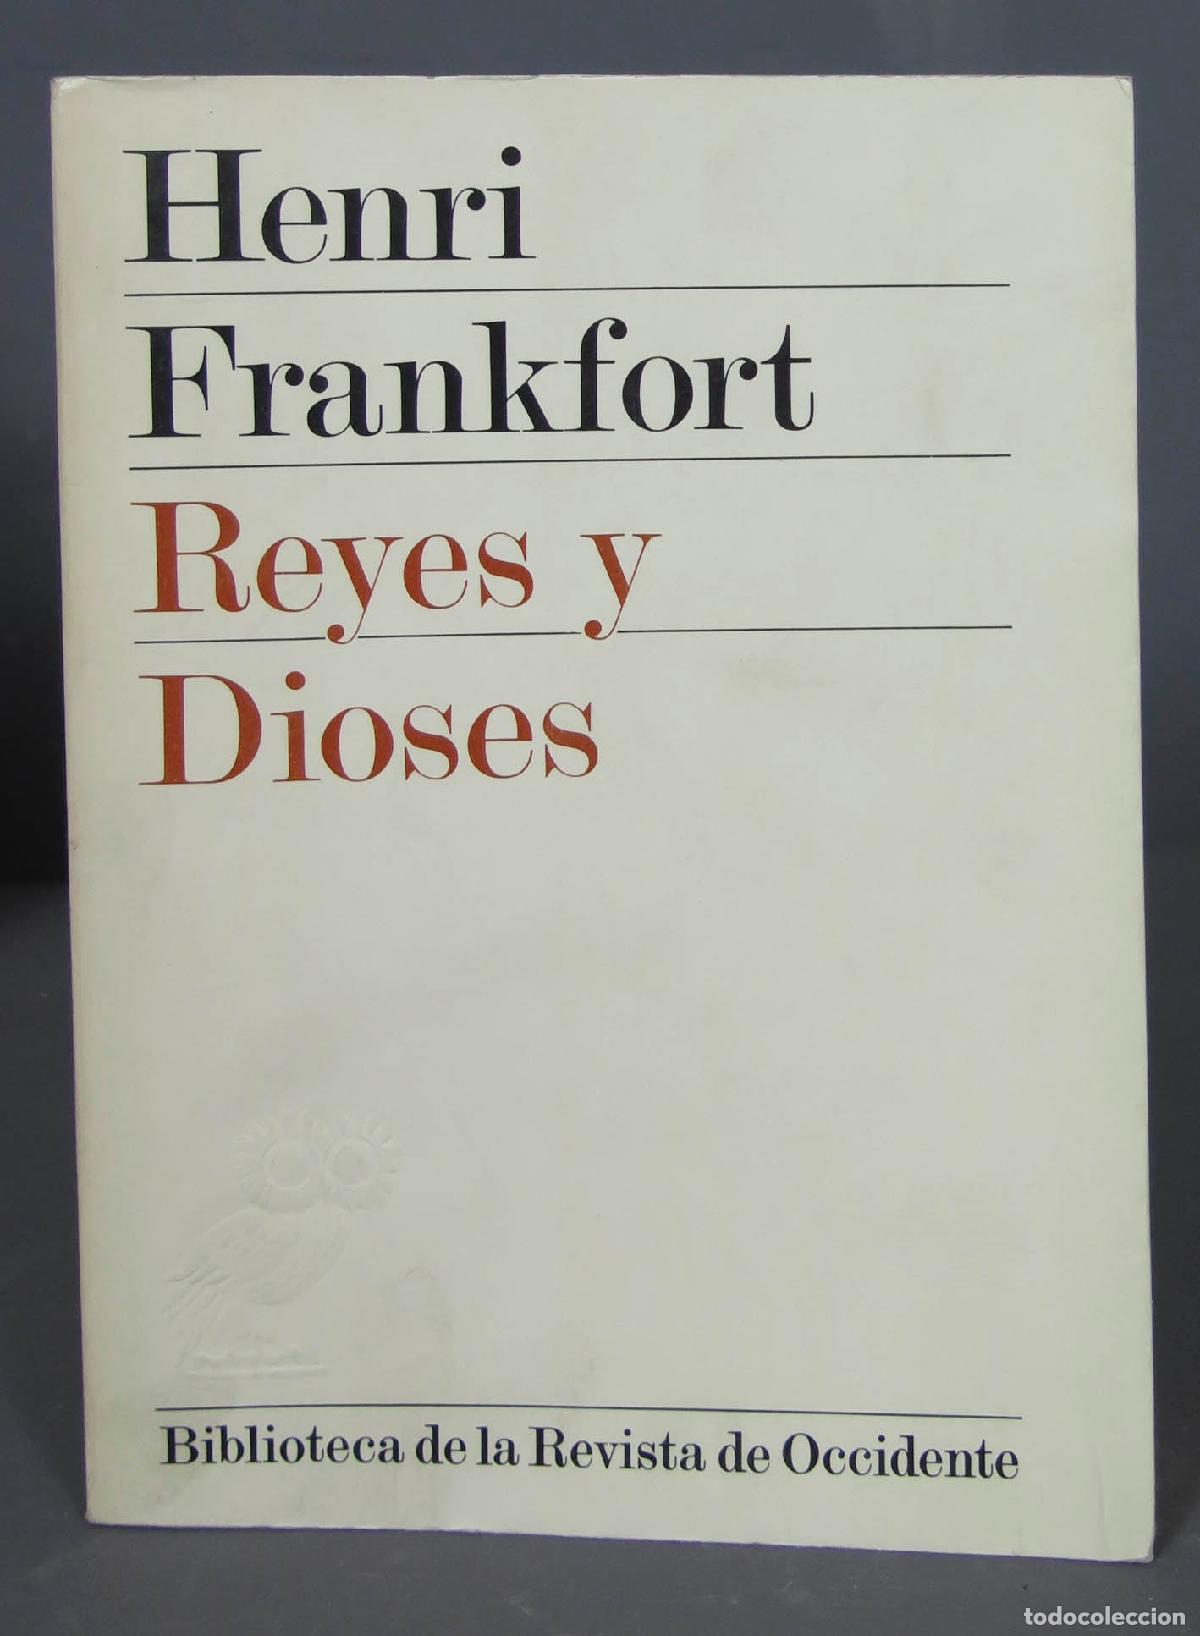 Henri
Frankfort
Reyes y
Dioses
Biblioteca de la Revista de Occidente
todocoleccion